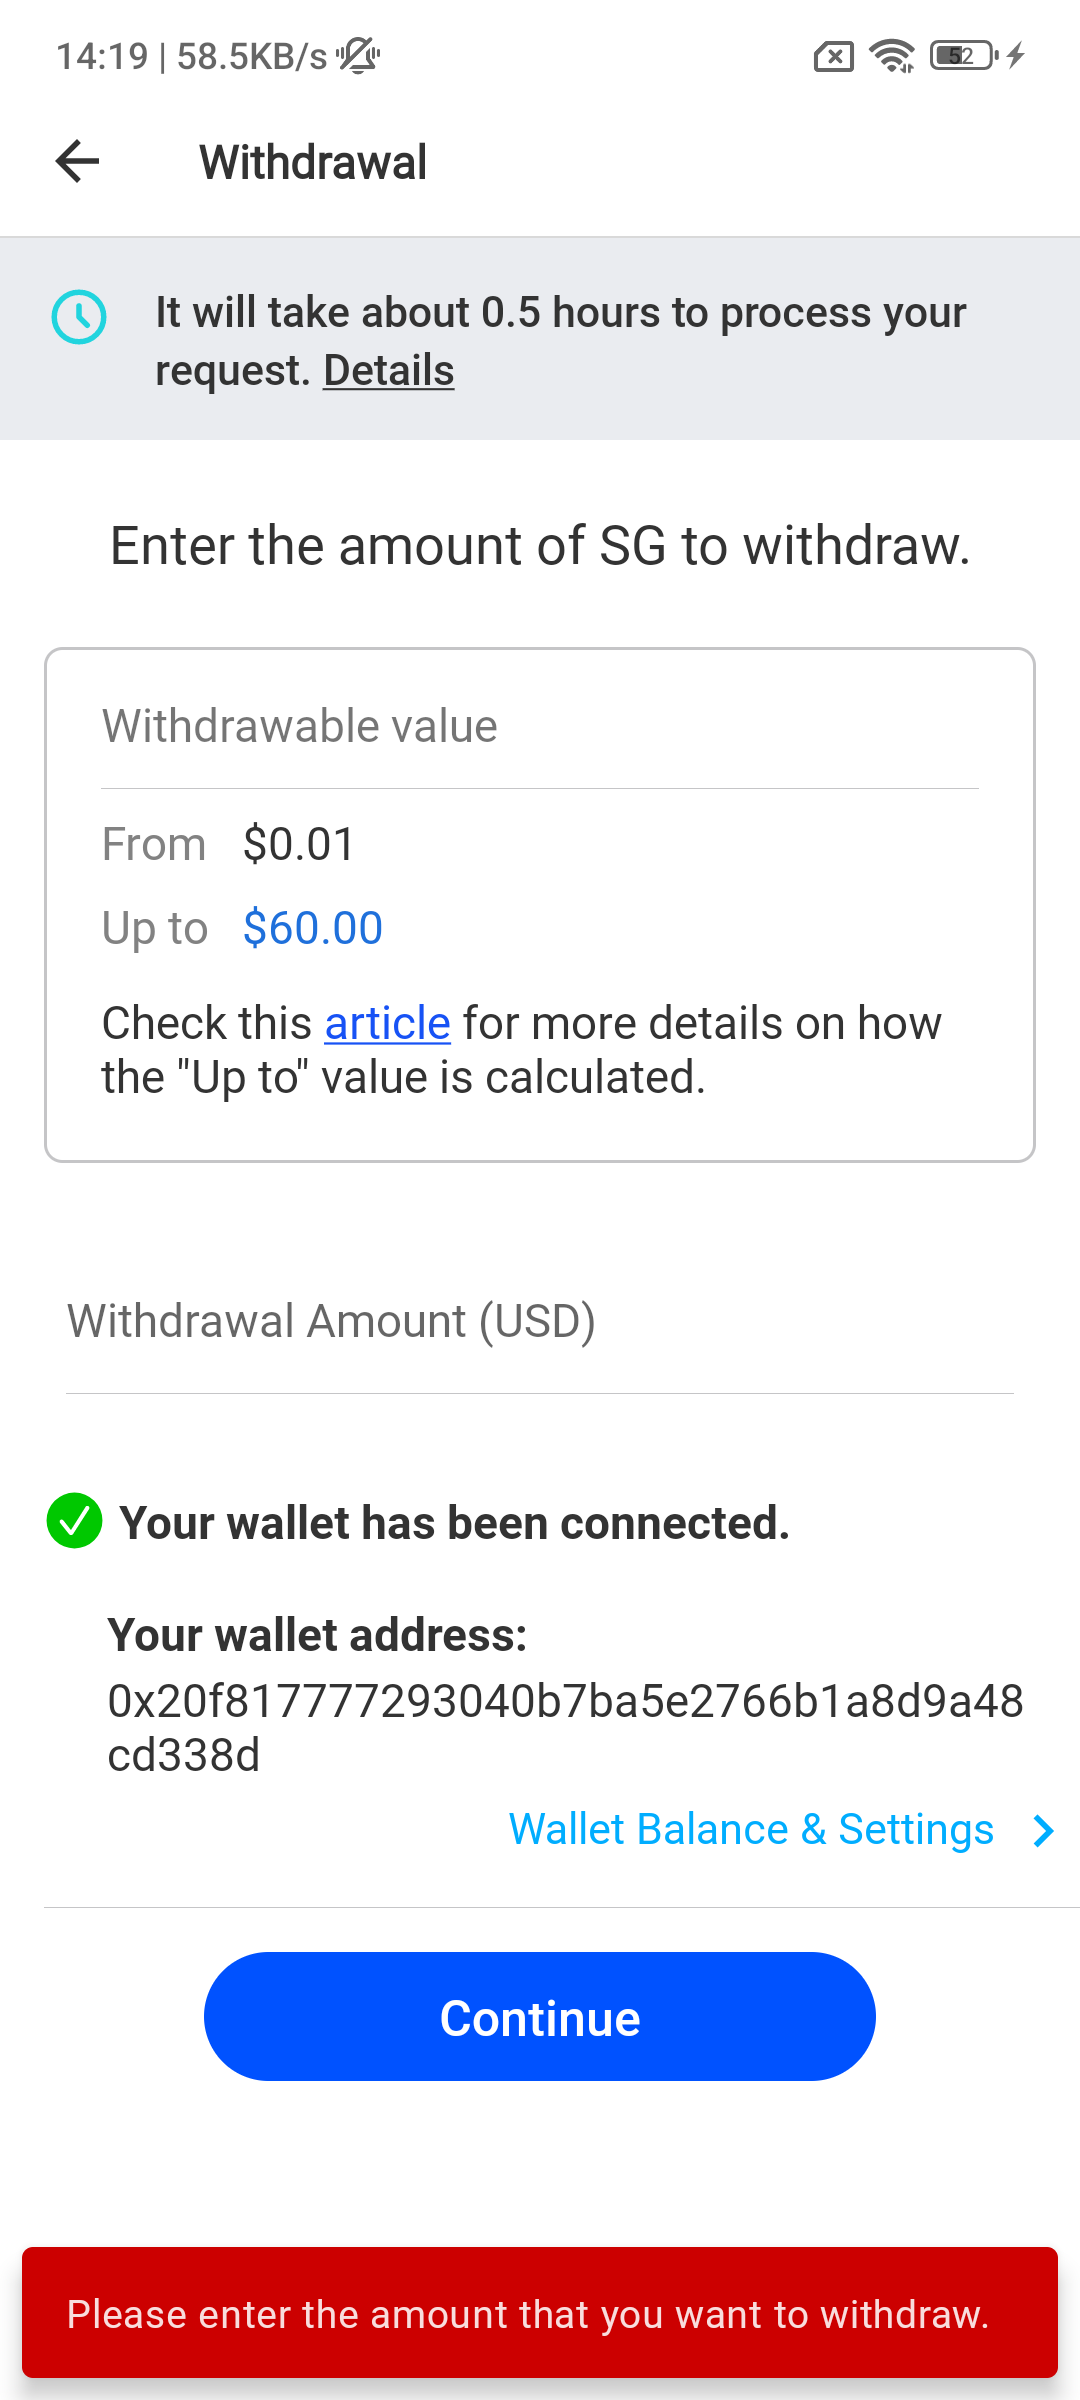 14:19 | 58.5KB/s
52
Withdrawal
It will take about 0.5 hours to process your
request. Details
Enter the amount of SG to withdraw.
Withdrawable value
From $0.01
Up to $60.00
Check this article for more details on how
the "Up to" value is calculated.
Withdrawal Amount (USD)
Your wallet has been connected.
Your wallet address:
0x20f817777293040b7ba5e2766b1a8d9a48
cd338d
Wallet Balance & Settings
Continue
Please enter the amount that you want to withdraw.